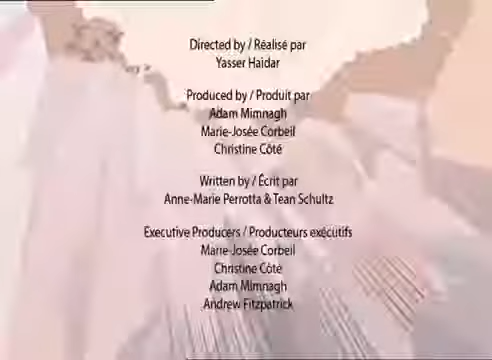 Directed by / Réalisé par
Yasser Haidar
Produced by / Produit par
Adam Mimnagh
Marie-Josée Corbeil
Christine Côté
Written by / Écrit par
Anne-Marie Perrotta & Tean Schultz
Executive Producers / Producteurs exécutifs
Marie-Josée Corbeil
Christine Côté
Adam Mimnagh
Andrew Fitzpatrick